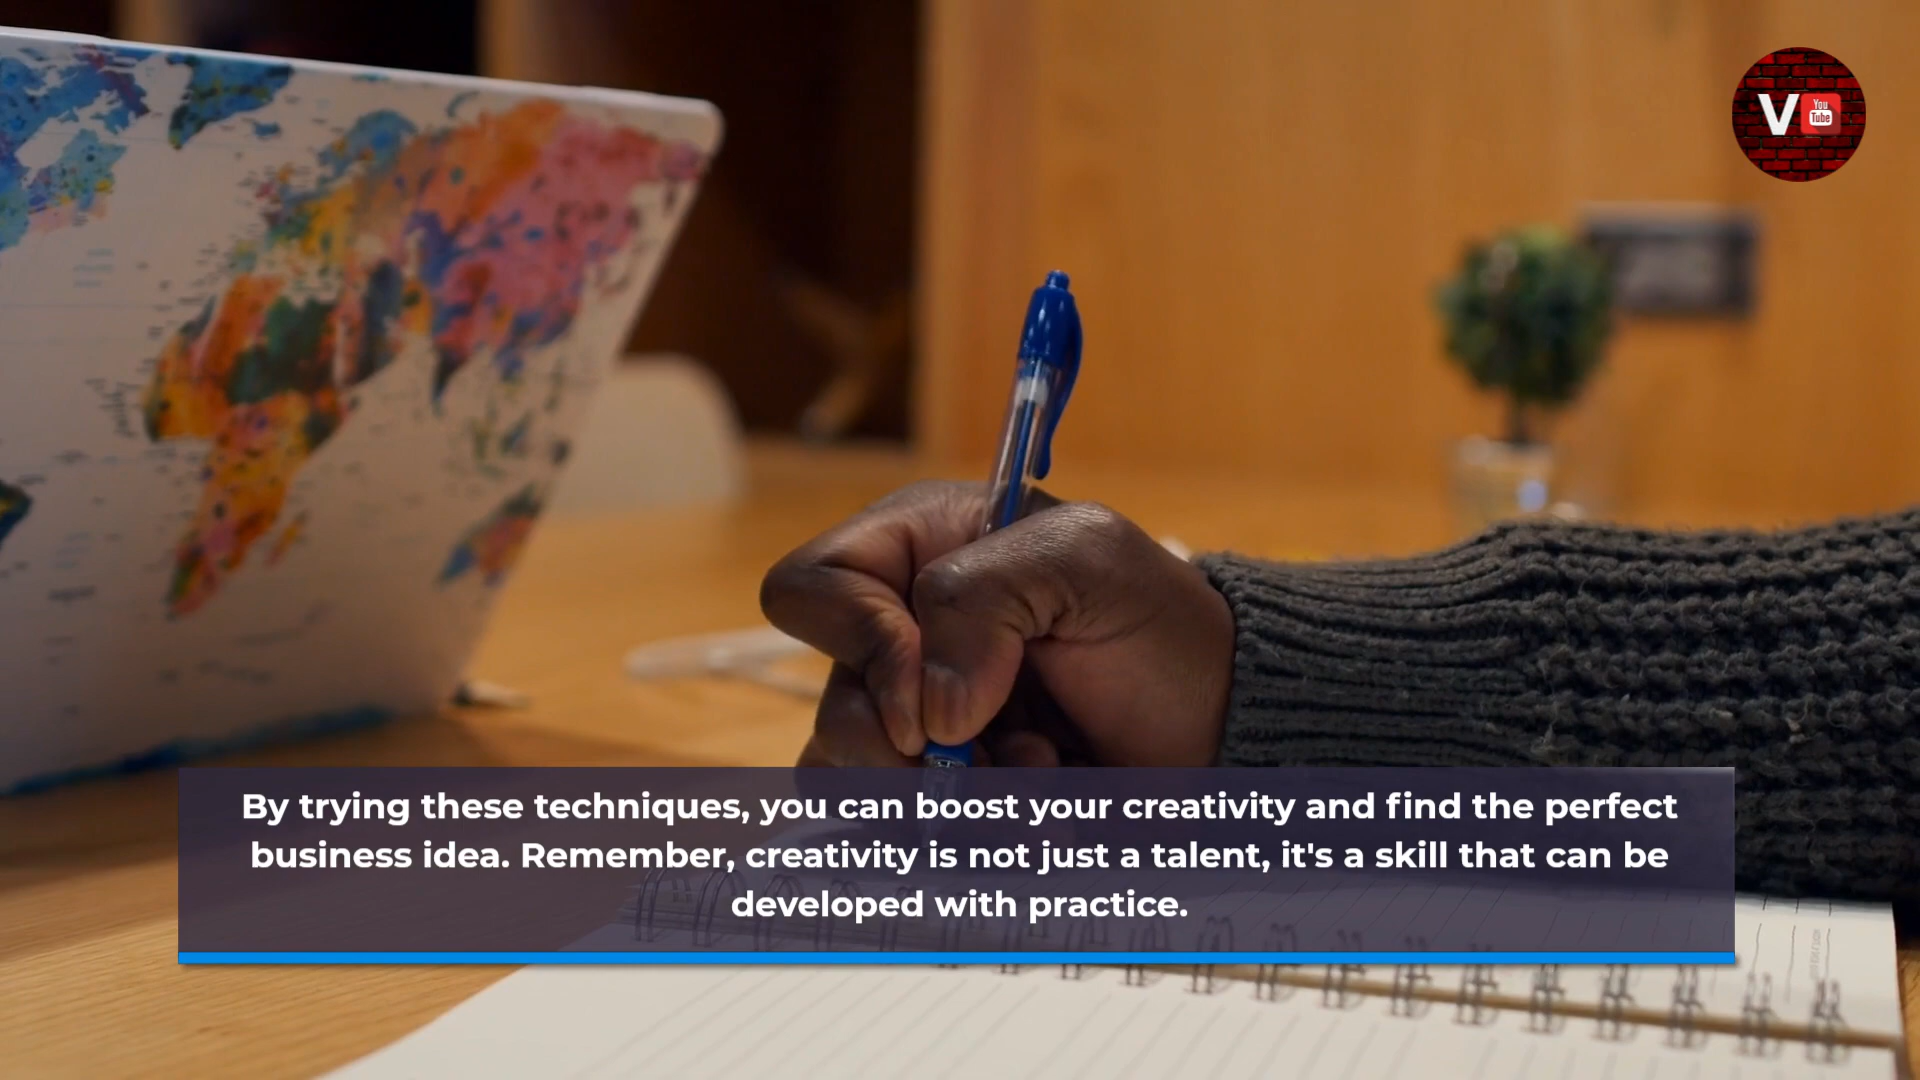 V You
Tube
By trying these techniques, you can boost your creativity and find the perfect
business idea. Remember, creativity is not just a talent, it's a skill that can be
developed with practice.